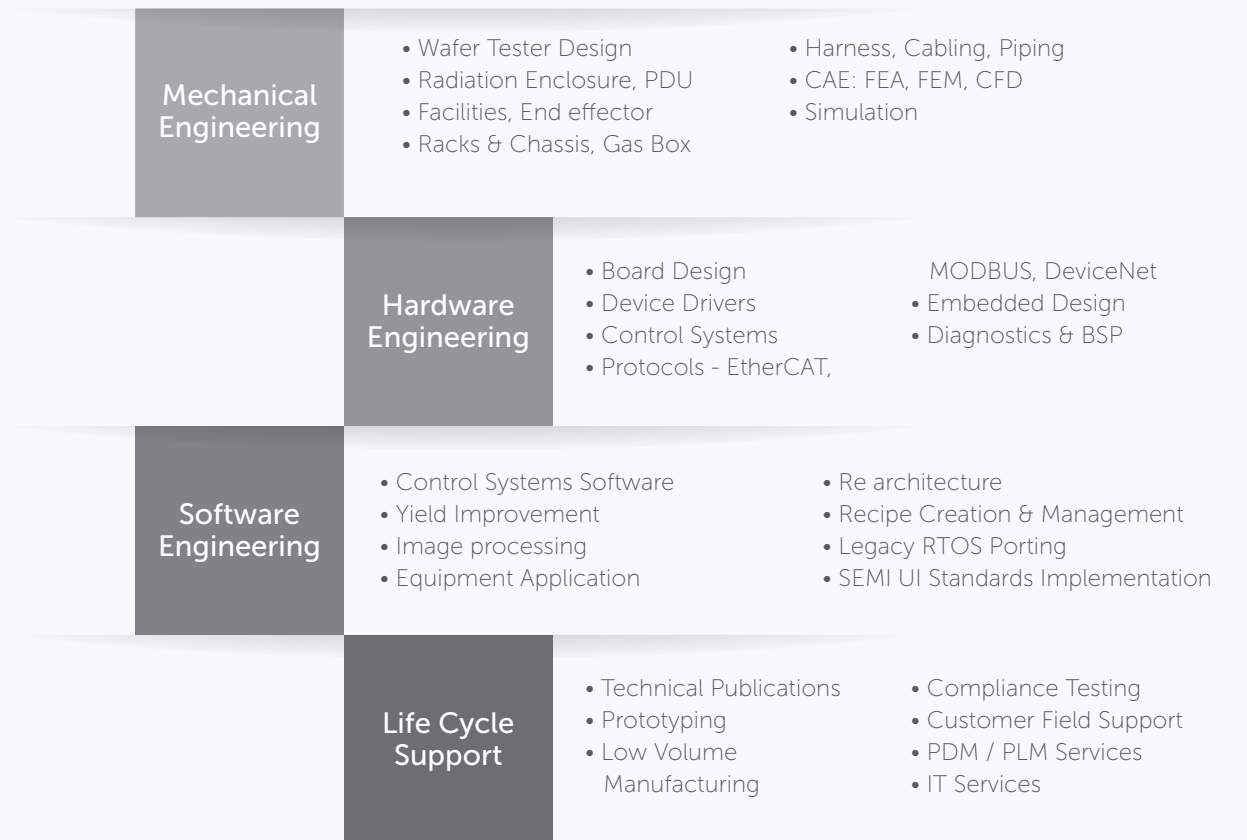 Mechanical
Engineering
• Wafer Tester Design
• Radiation Enclosure, PDU
• Facilities, End effector
• Racks & Chassis, Gas Box
• Harness, Cabling, Piping
• CAE: FEA, FEM, CFD
• Simulation
Hardware
Engineering
• Board Design
• Device Drivers
• Control Systems
• Protocols - EtherCAT,
MODBUS, DeviceNet
• Embedded Design
• Diagnostics & BSP
Software
Engineering
• Control Systems Software
• Yield Improvement
• Image processing
• Equipment Application
• Re architecture
• Recipe Creation & Management
• Legacy RTOS Porting
• SEMI UI Standards Implementation
Life Cycle
Support
• Technical Publications
• Prototyping
• Low Volume
Manufacturing
• Compliance Testing
• Customer Field Support
• PDM / PLM Services
• IT Services